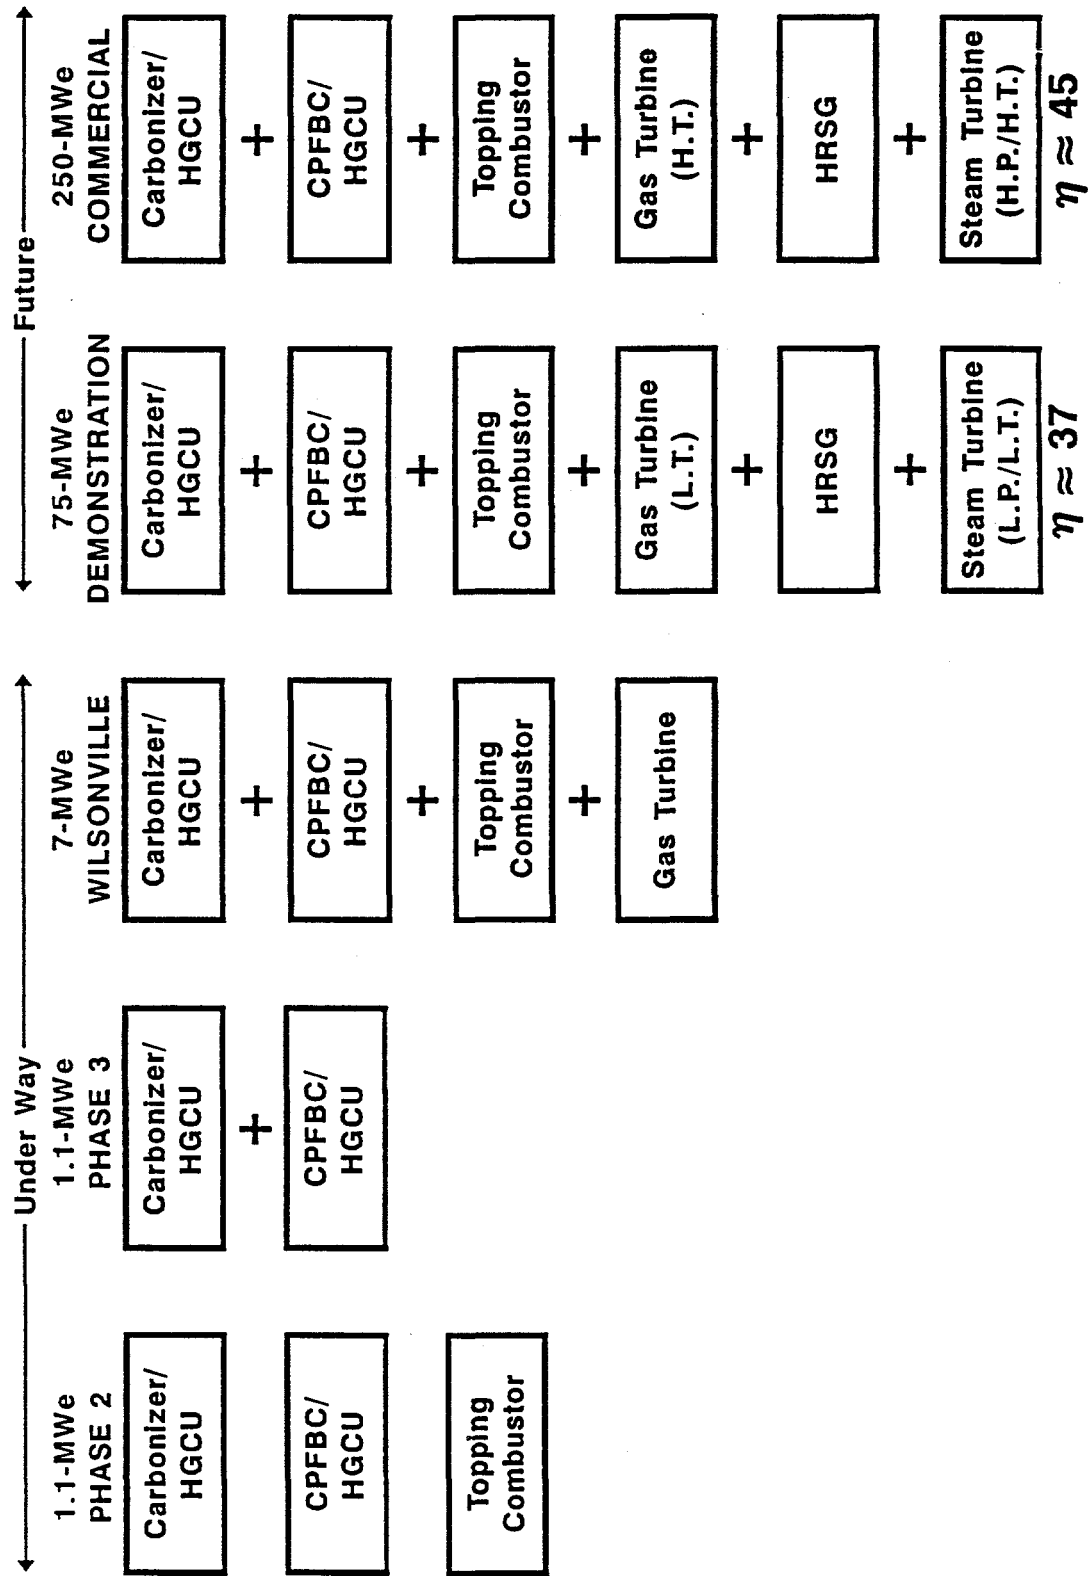 Under Way
Future
1.1-MWe
PHASE 2
Carbonizer/
HGCU
CPFBC/
HGCU
Topping
Combustor
1.1-MWe
PHASE 3
Carbonizer/
HGCU
+
CPFBC/
HGCU
7-MWe
WILSONVILLE
Carbonizer/
HGCU
+
CPFBC/
HGCU
+
Topping
Combustor
+
Gas Turbine
75-MWe
DEMONSTRATION
Carbonizer/
HGCU
+
CPFBC/
HGCU
+
Topping
Combustor
+
Gas Turbine
(L.T.)
+
HRSG
+
Steam Turbine
(L.P./L.T.)
η ≈ 37
250-MWe
COMMERCIAL
Carbonizer/
HGCU
+
CPFBC/
HGCU
+
Topping
Combustor
+
Gas Turbine
(H.T.)
+
HRSG
+
Steam Turbine
(H.P./H.T.)
η ≈ 45